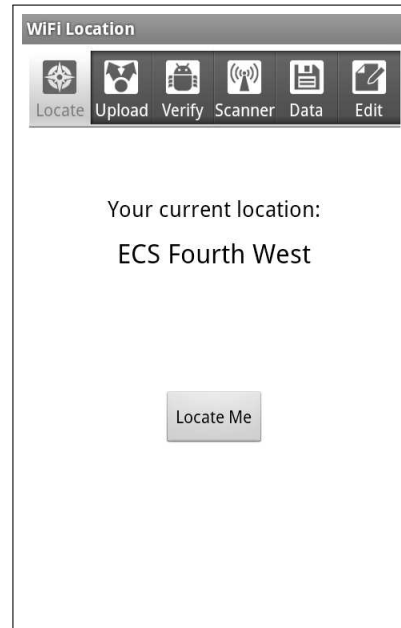 WiFi Location
Locate Upload Verify Scanner Data Edit
Your current location:
ECS Fourth West
Locate Me